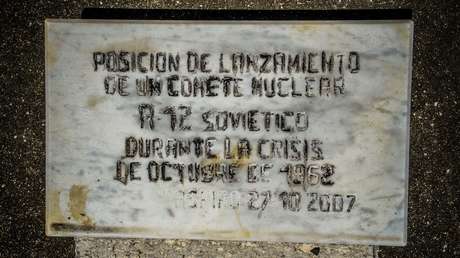 POSICION DE LANZAMIENTO
DE UN COHETE NUCLEAR
R-12 SOVIETICO
DURANTE LA CRISIS
DE OCTUBRE DE 1962
27 10 2007